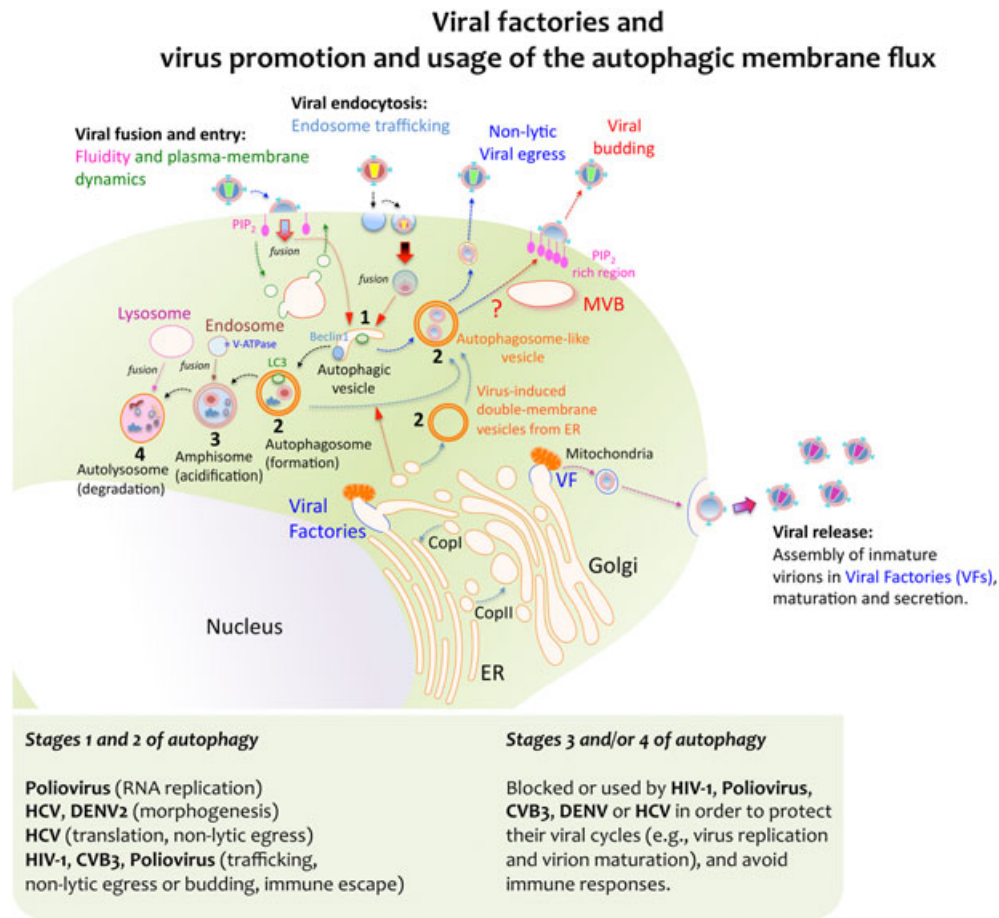 Viral factories and
virus promotion and usage of the autophagic membrane flux
Viral endocytosis:
Endosome trafficking
Viral fusion and entry:
Fluidity and plasma-membrane
dynamics
Non-lytic
Viral egress
Viral
budding
PIP2
fusion
fusion
PIP2
rich region
MVB
?
Lysosome
Endosome
V-ATPase
fusion
fusion
Beclin1
1
Autophagic
vesicle
2
Autophagosome-like
vesicle
LC3
2
Autophagosome
(formation)
3
Amphisome
(acidification)
4
Autolysosome
(degradation)
Virus-induced
double-membrane
vesicles from ER
2
Mitochondria
VF
Viral
Factories
CopI
CopII
Golgi
ER
Nucleus
Viral release:
Assembly of inmature
virions in Viral Factories (VFs),
maturation and secretion.
Stages 1 and 2 of autophagy
Poliovirus (RNA replication)
HCV, DENV2 (morphogenesis)
HCV (translation, non-lytic egress)
HIV-1, CVB3, Poliovirus (trafficking,
non-lytic egress or budding, immune escape)
Stages 3 and/or 4 of autophagy
Blocked or used by HIV-1, Poliovirus,
CVB3, DENV or HCV in order to protect
their viral cycles (e.g., virus replication
and virion maturation), and avoid
immune responses.